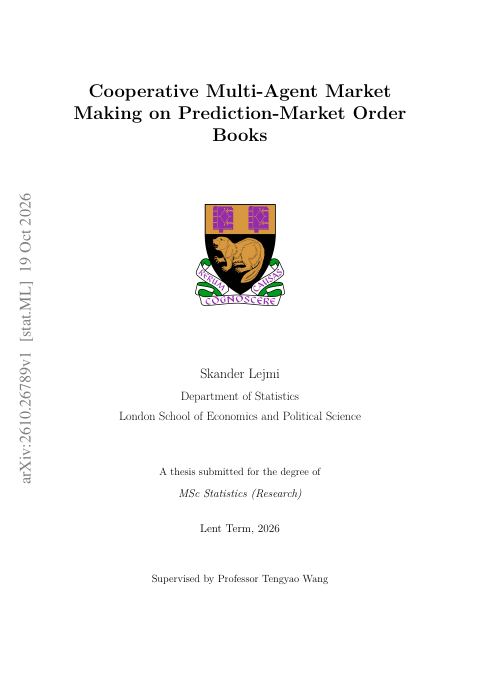 Cooperative Multi-Agent Market
Making on Prediction-Market Order
Books
arXiv:2610.26789v1 [stat.ML] 19 Oct 2026
RERUM
CAUSAS
COGNOSCERE
Skander Lejmi
Department of Statistics
London School of Economics and Political Science
A thesis submitted for the degree of
MSc Statistics (Research)
Lent Term, 2026
Supervised by Professor Tengyao Wang